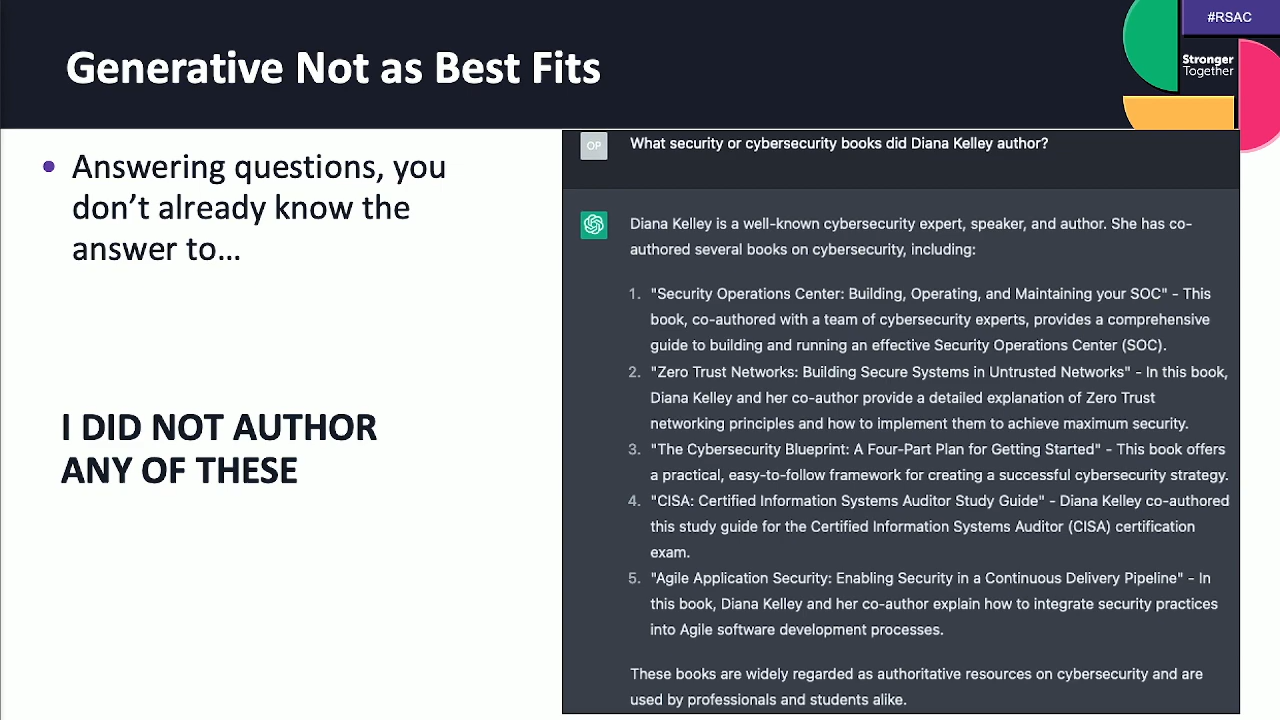 #RSAC
Stronger
Together
Generative Not as Best Fits
• Answering questions, you
don't already know the
answer to...
I DID NOT AUTHOR
ANY OF THESE
OP
What security or cybersecurity books did Diana Kelley author?
Diana Kelley is a well-known cybersecurity expert, speaker, and author. She has co-
authored several books on cybersecurity, including:
1. "Security Operations Center: Building, Operating, and Maintaining your SOC" - This
book, co-authored with a team of cybersecurity experts, provides a comprehensive
guide to building and running an effective Security Operations Center (SOC).
2. "Zero Trust Networks: Building Secure Systems in Untrusted Networks" - In this book,
Diana Kelley and her co-author provide a detailed explanation of Zero Trust
networking principles and how to implement them to achieve maximum security.
3. "The Cybersecurity Blueprint: A Four-Part Plan for Getting Started" - This book offers
a practical, easy-to-follow framework for creating a successful cybersecurity strategy.
4. "CISA: Certified Information Systems Auditor Study Guide" - Diana Kelley co-authored
this study guide for the Certified Information Systems Auditor (CISA) certification
exam.
5. "Agile Application Security: Enabling Security in a Continuous Delivery Pipeline" - In
this book, Diana Kelley and her co-author explain how to integrate security practices
into Agile software development processes.
These books are widely regarded as authoritative resources on cybersecurity and are
used by professionals and students alike.